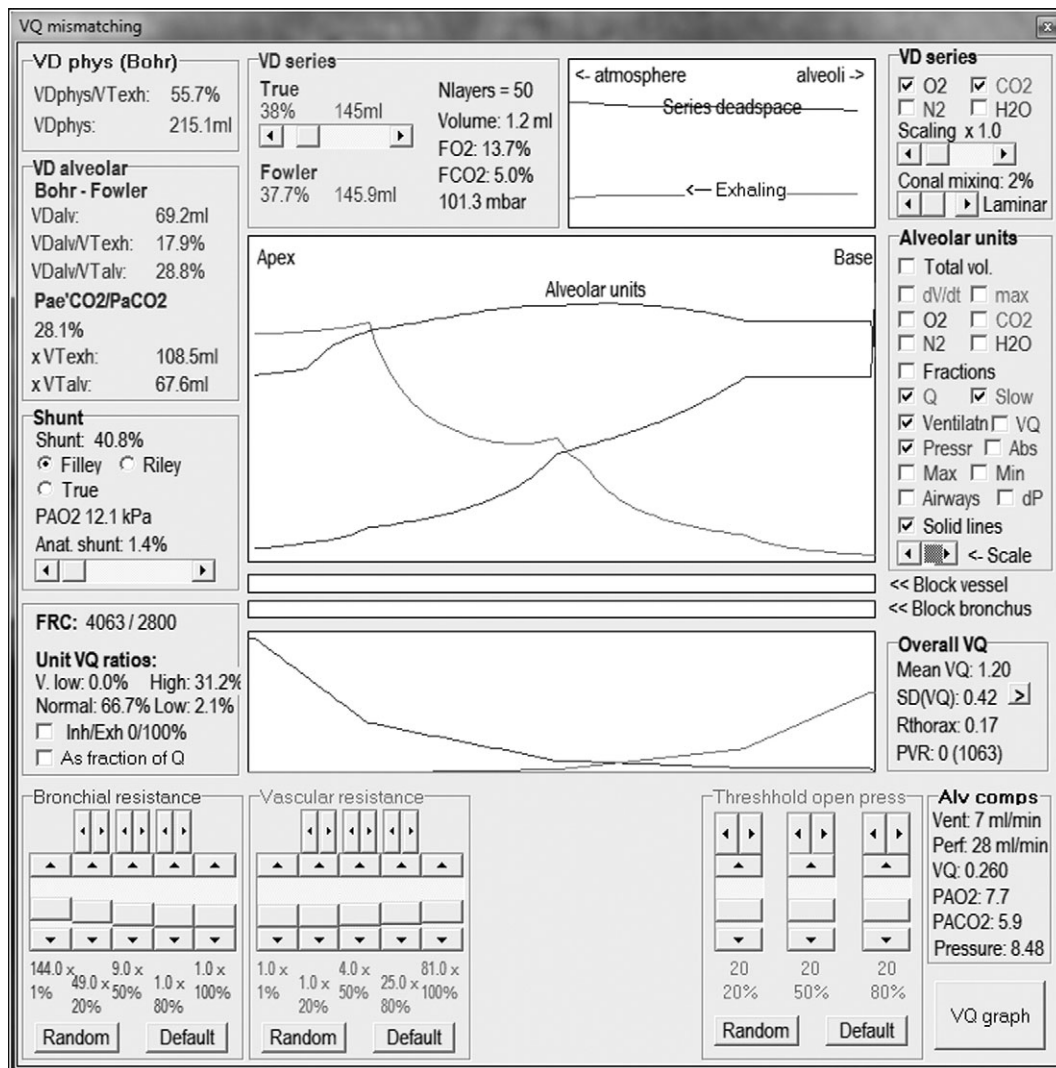 VQ mismatching
VD phys (Bohr)
VDphys/VTexh: 55.7%
VDphys: 215.1ml
VD alveolar
Bohr - Fowler
VDalv: 69.2ml
VDalv/VTexh: 17.9%
VDalv/VTalv: 28.8%
Pae'CO2/PaCO2
28.1%
x VTexh: 108.5ml
x VTalv: 67.6ml
Shunt
Shunt: 40.8%
Filley Riley
True
PAO2 12.1 kPa
Anat. shunt: 1.4%
FRC: 4063 / 2800
Unit VQ ratios:
V. low: 0.0% High: 31.2%
Normal: 66.7% Low: 2.1%
Inh/Exh 0/100%
As fraction of Q
VD series
True
38% 145ml
Fowler
37.7% 145.9ml
Nlayers = 50
Volume: 1.2 ml
FO2: 13.7%
FCO2: 5.0%
101.3 mbar
<- atmosphere alveoli ->
Series deadspace
<— Exhaling
Apex Base
Alveolar units
VD series
O2 CO2
N2 H2O
Scaling x 1.0
Conal mixing: 2%
Laminar
Alveolar units
Total vol.
dV/dt max
O2 CO2
N2 H2O
Fractions
Q Slow
Ventilatn VQ
Pressr Abs
Max Min
Airways dP
Solid lines
<- Scale
<< Block vessel
<< Block bronchus
Overall VQ
Mean VQ: 1.20
SD(VQ): 0.42 >
Rthorax: 0.17
PVR: 0 (1063)
Bronchial resistance
144.0 x 49.0 x 9.0 x 1.0 x 1.0 x
1% 20% 50% 80% 100%
Random Default
Vascular resistance
1.0 x 1.0 x 4.0 x 25.0 x 81.0 x
1% 20% 50% 80% 100%
Random Default
Threshhold open press
20 20 20
20% 50% 80%
Random Default
Alv comps
Vent: 7 ml/min
Perf: 28 ml/min
VQ: 0.260
PAO2: 7.7
PACO2: 5.9
Pressure: 8.48
VQ graph